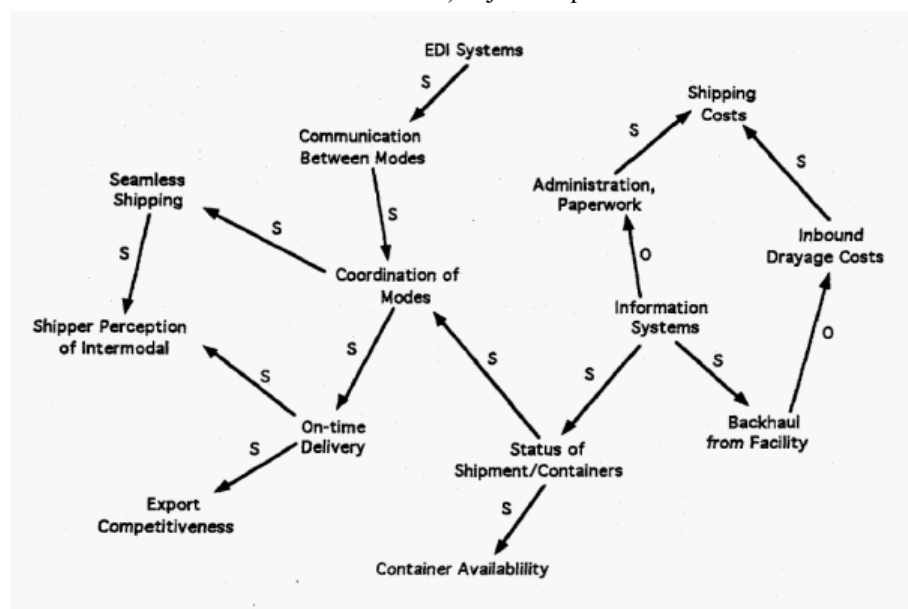 EDI Systems
S
Shipping
Costs
Communication
Between Modes
S
S
Administration,
Paperwork
Seamless
Shipping
S
S
Inbound
Drayage Costs
S
O
Coordination of
Modes
Information
Systems
Shipper Perception
of Intermodal
S
S
S
S
O
S
On-time
Delivery
Backhaul
from Facility
S
Status of
Shipment/Containers
Export
Competitiveness
S
Container Availablility